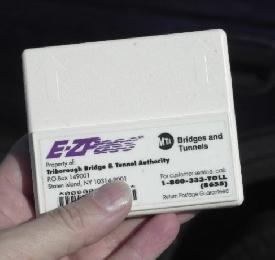 E-ZPass
MTA Bridges and
Tunnels
Property of:
Triborough Bridge & Tunnel Authority
P.O. Box 149001
Staten Island, NY 10314-9001
For customer service, call:
1-800-333-TOLL
(8655)
Return Postage Guaranteed